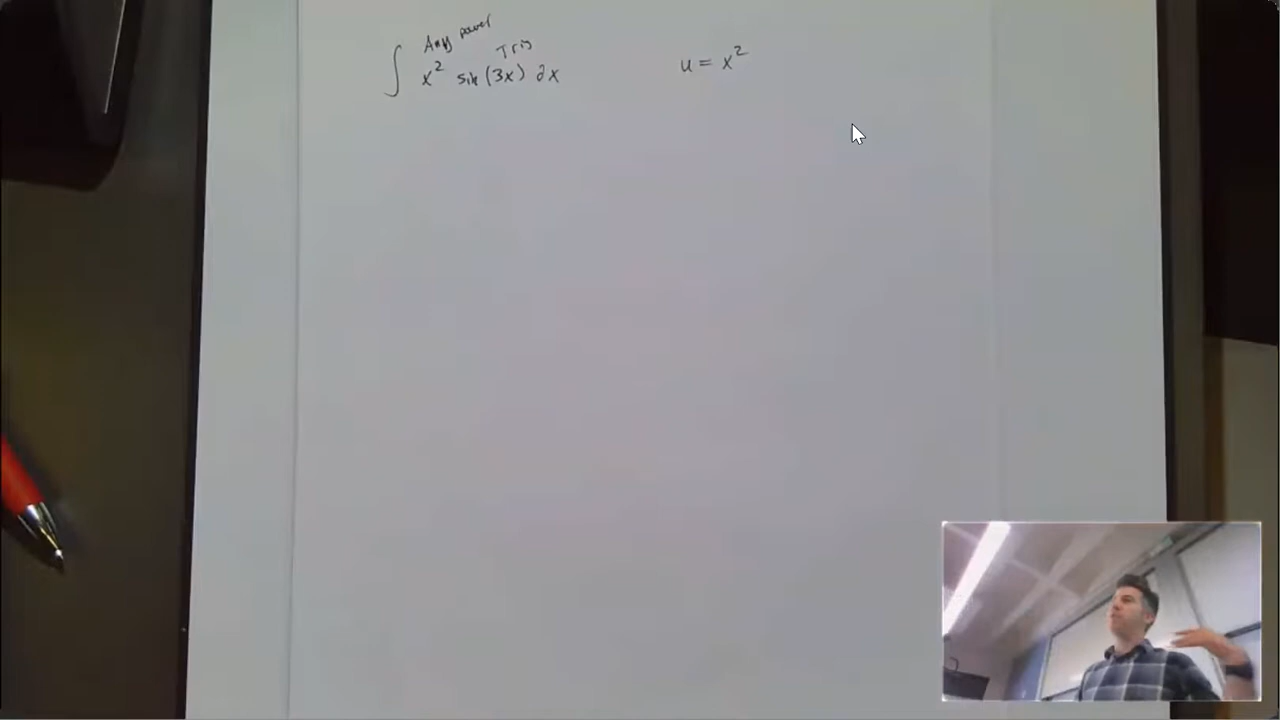 Any power
Trig
∫ x² sin(3x) dx
u = x²